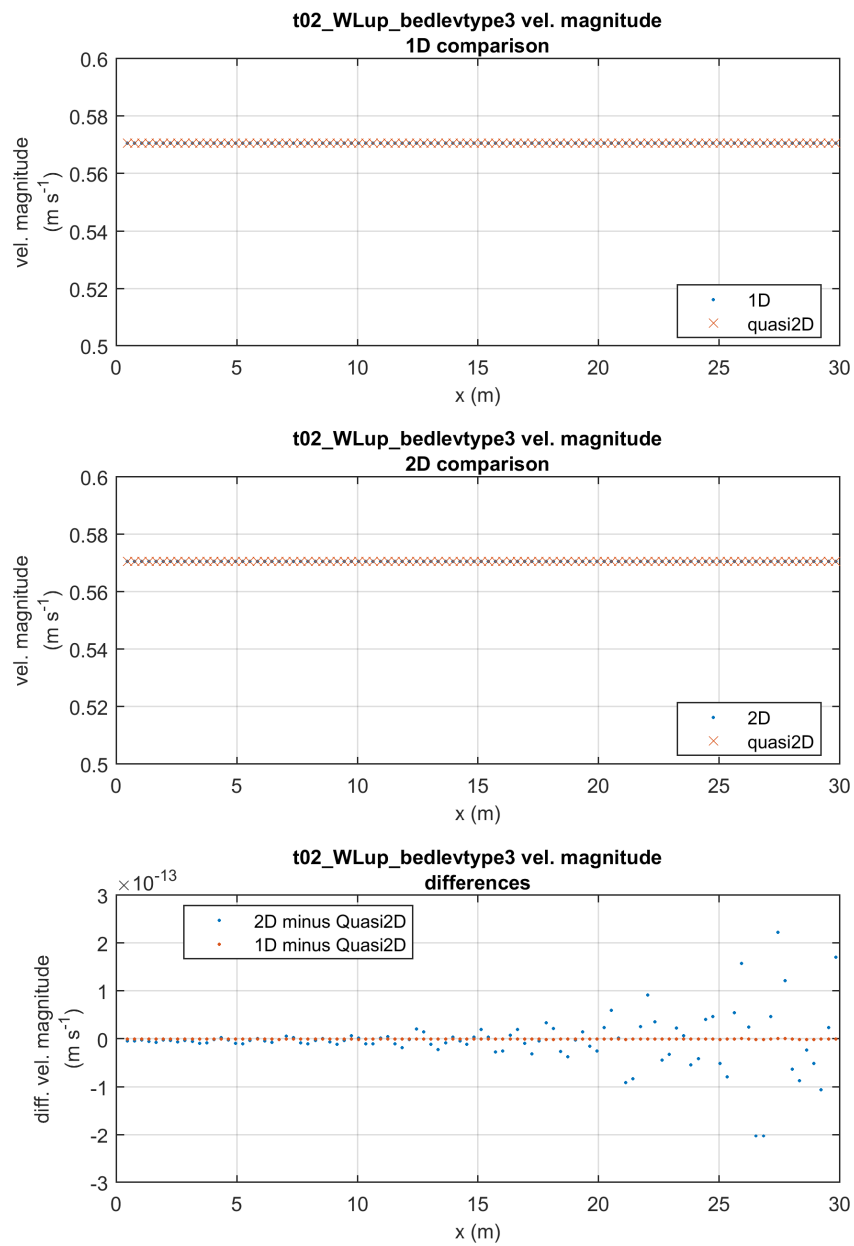 t02_WLup_bedlevtype3 vel. magnitude
1D comparison
0.6
0.58
0.56
0.54
0.52
0.5
vel. magnitude
(m s-1)
1D
quasi2D
0 5 10 15 20 25 30
x (m)
t02_WLup_bedlevtype3 vel. magnitude
2D comparison
0.6
0.58
0.56
0.54
0.52
0.5
vel. magnitude
(m s-1)
2D
quasi2D
0 5 10 15 20 25 30
x (m)
t02_WLup_bedlevtype3 vel. magnitude
differences
×10-13
3
2
1
0
-1
-2
-3
diff. vel. magnitude
(m s-1)
2D minus Quasi2D
1D minus Quasi2D
0 5 10 15 20 25 30
x (m)